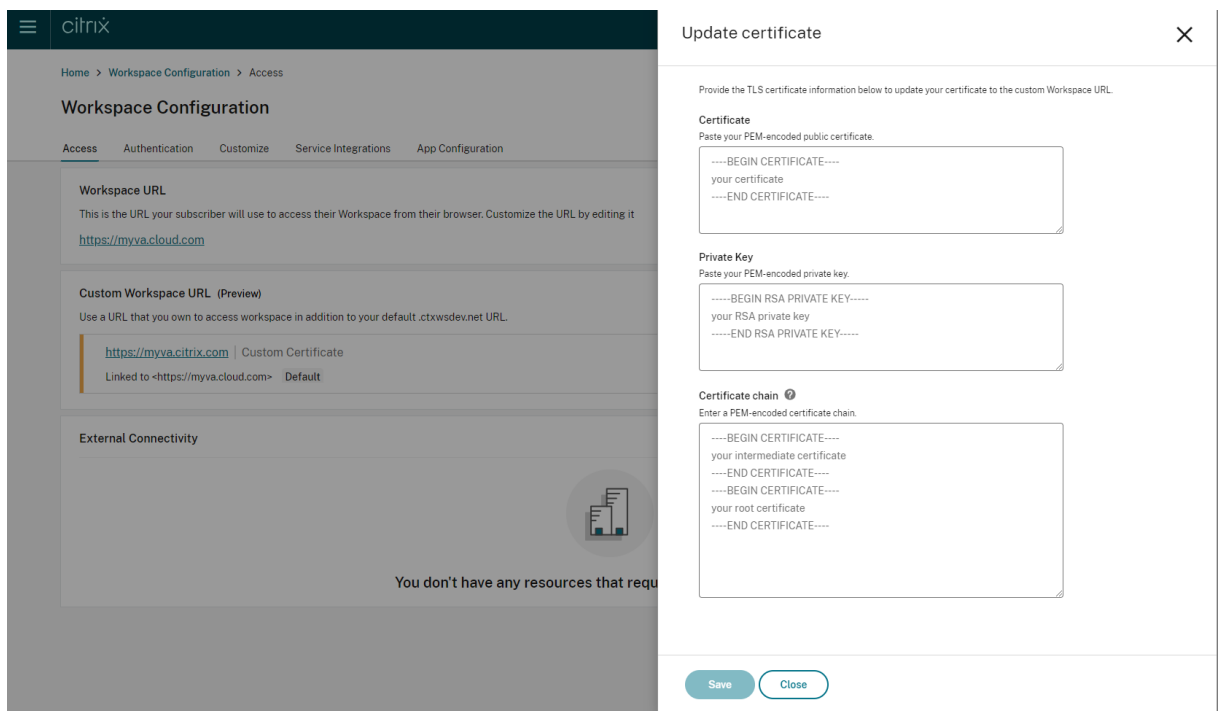 citrix
Home > Workspace Configuration > Access
Workspace Configuration
Access Authentication Customize Service Integrations App Configuration
Workspace URL
This is the URL your subscriber will use to access their Workspace from their browser. Customize the URL by editing it
https://myva.cloud.com
Custom Workspace URL (Preview)
Use a URL that you own to access workspace in addition to your default .ctxwsdev.net URL.
https://myva.citrix.com | Custom Certificate
Linked to <https://myva.cloud.com> Default
External Connectivity
You don't have any resources that requ
Update certificate
Provide the TLS certificate information below to update your certificate to the custom Workspace URL.
Certificate
Paste your PEM-encoded public certificate.
----BEGIN CERTIFICATE----
your certificate
----END CERTIFICATE----
Private Key
Paste your PEM-encoded private key.
-----BEGIN RSA PRIVATE KEY-----
your RSA private key
-----END RSA PRIVATE KEY-----
Certificate chain ?
Enter a PEM-encoded certificate chain.
----BEGIN CERTIFICATE----
your intermediate certificate
----END CERTIFICATE----
----BEGIN CERTIFICATE----
your root certificate
----END CERTIFICATE----
Save Close